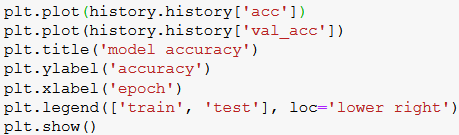 plt.plot(history.history['acc'])
plt.plot(history.history['val_acc'])
plt.title('model accuracy')
plt.ylabel('accuracy')
plt.xlabel('epoch')
plt.legend(['train', 'test'], loc='lower right')
plt.show()